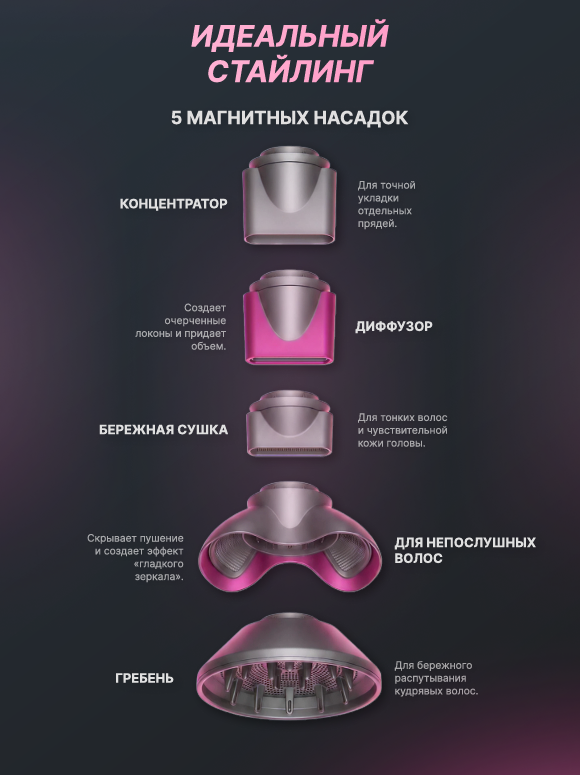 ИДЕАЛЬНЫЙ
СТАЙЛИНГ
5 МАГНИТНЫХ НАСАДОК
КОНЦЕНТРАТОР
Для точной
укладки
отдельных
прядей.
Создает
очерченные
локоны и придает
объем.
ДИФФУЗОР
БЕРЕЖНАЯ СУШКА
Для тонких волос
и чувствительной
кожи головы.
Скрывает пушение
и создает эффект
«гладкого
зеркала».
ДЛЯ НЕПОСЛУШНЫХ
ВОЛОС
ГРЕБЕНЬ
Для бережного
распутывания
кудрявых волос.